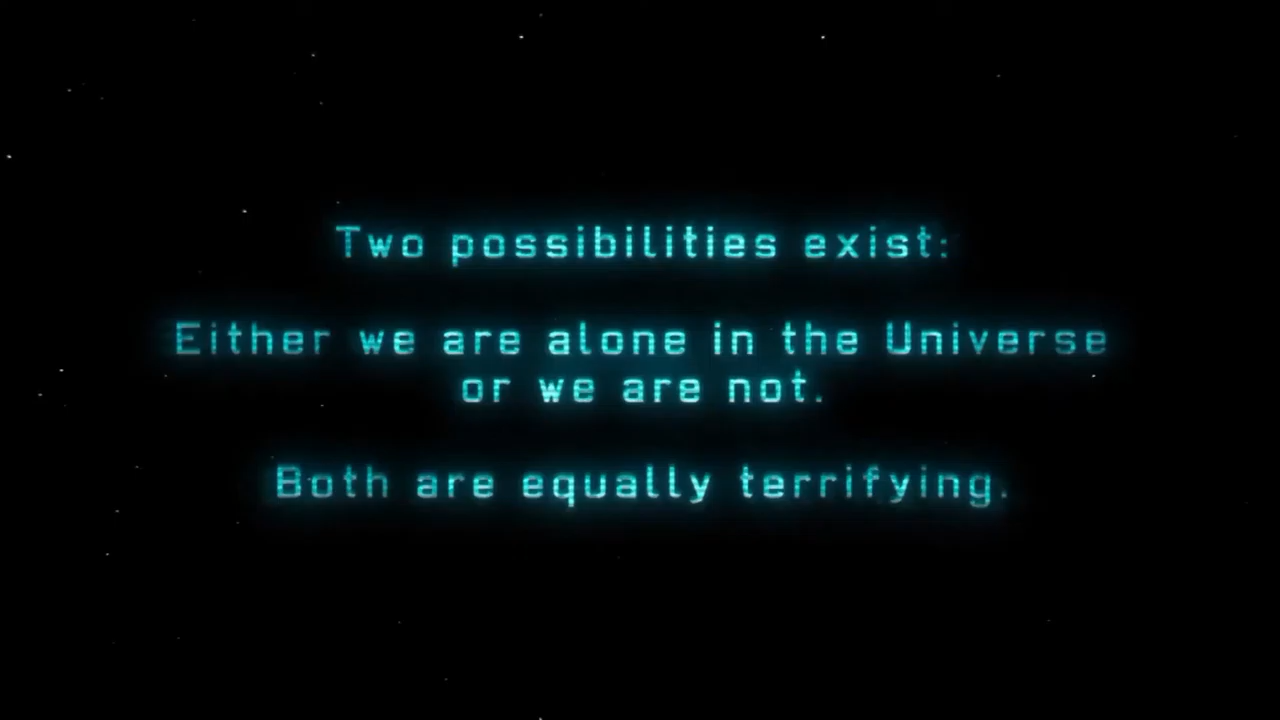 Two possibilities exist:
Either we are alone in the Universe
or we are not.
Both are equally terrifying.